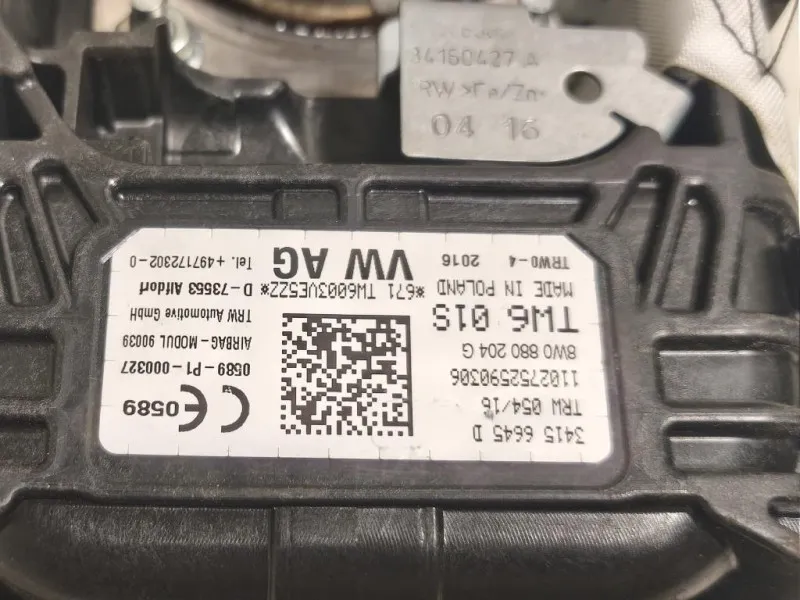 34160427 A
04 16
3415 6645 D
TRW 054/16
1102752590306
8W0 880 204 G
TW6 01S
MADE IN POLAND
TRW0-4 2016
*671 TW6003VE5ZZ*
VW AG
CE 0589
0589-P1-000327
AIRBAG-MODUL 90039
TRW Automotive GmbH
D-73553 Alfdorf
Tel. + 497172302-0